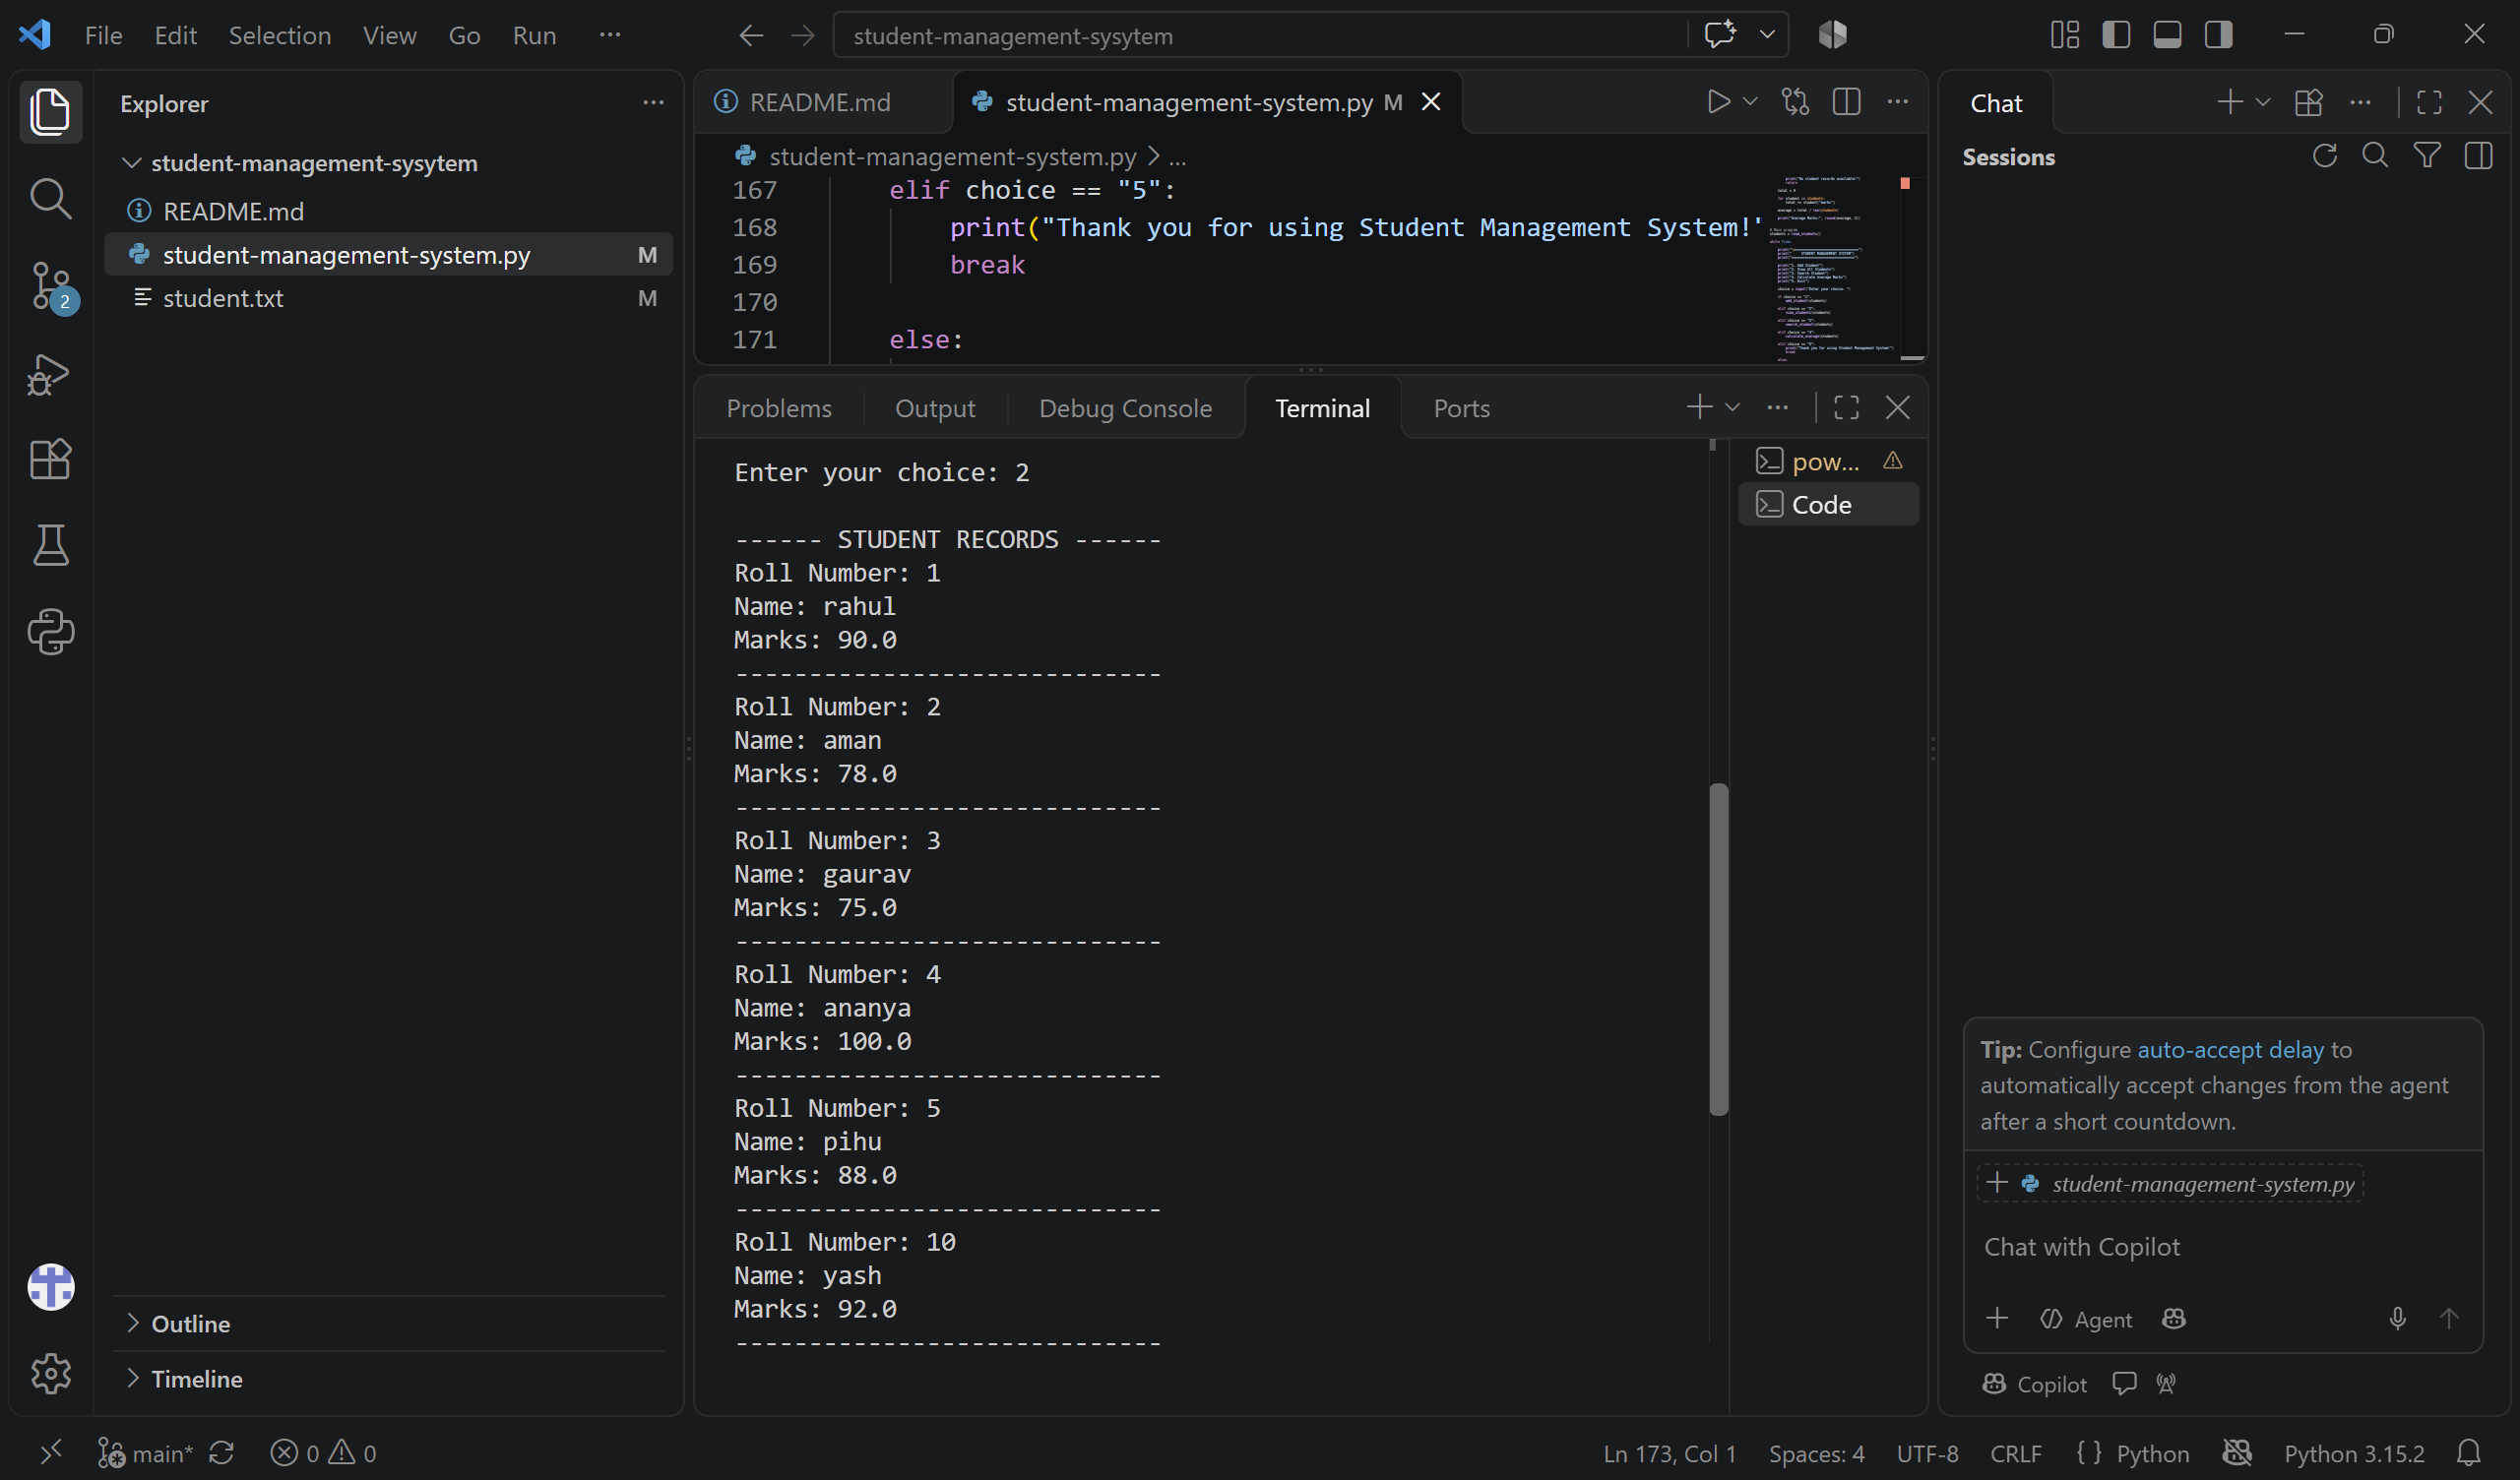 File Edit Selection View Go Run ...
student-management-sysytem
Explorer
student-management-sysytem
README.md
student-management-system.py M
student.txt M
2
Outline
Timeline
README.md
student-management-system.py M
student-management-system.py > ...
167 elif choice == "5":
168 print("Thank you for using Student Management System!"
169 break
170
171 else:
Problems Output Debug Console Terminal Ports
pow...
Code
Enter your choice: 2
------ STUDENT RECORDS ------
Roll Number: 1
Name: rahul
Marks: 90.0
-----------------------------
Roll Number: 2
Name: aman
Marks: 78.0
-----------------------------
Roll Number: 3
Name: gaurav
Marks: 75.0
-----------------------------
Roll Number: 4
Name: ananya
Marks: 100.0
-----------------------------
Roll Number: 5
Name: pihu
Marks: 88.0
-----------------------------
Roll Number: 10
Name: yash
Marks: 92.0
-----------------------------
Chat
Sessions
Tip: Configure auto-accept delay to
automatically accept changes from the agent
after a short countdown.
student-management-system.py
Chat with Copilot
Agent
Copilot
main* 0 0
Ln 173, Col 1 Spaces: 4 UTF-8 CRLF { } Python Python 3.15.2